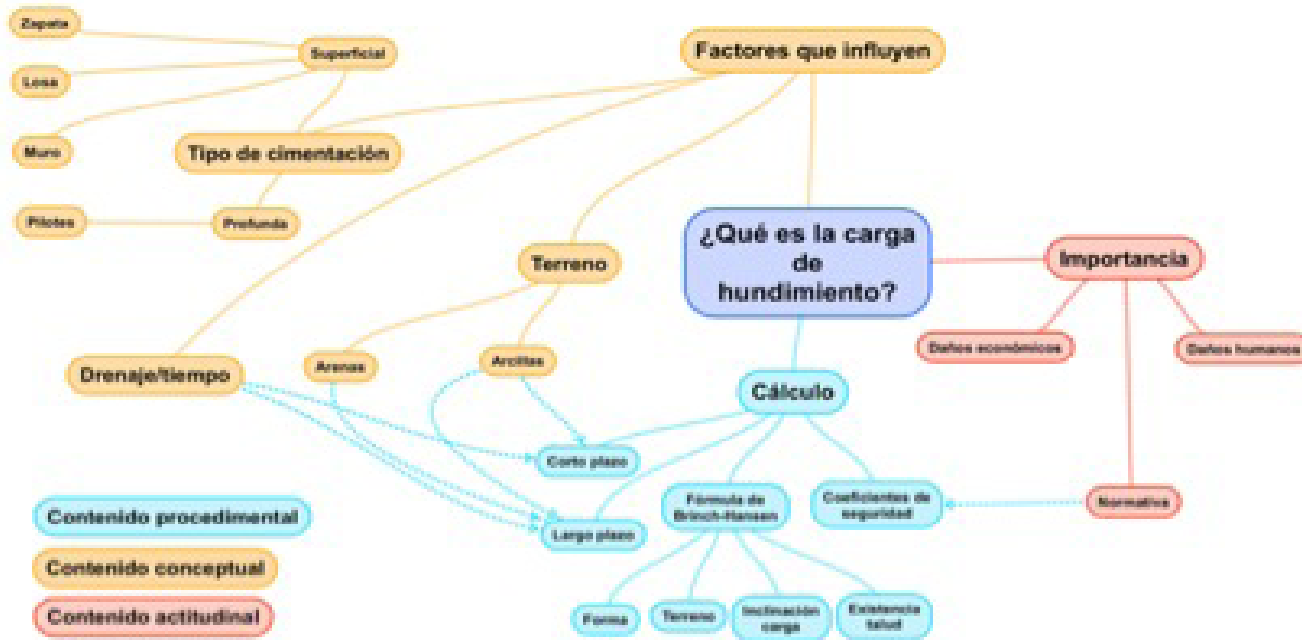 Zapata
Superficial
Factores que influyen
Losa
Muro
Tipo de cimentación
Pilotes
Profunda
¿Qué es la carga
de
hundimiento?
Importancia
Terreno
Daños económicos
Daños humanos
Drenaje/tiempo
Arenas
Arcillas
Cálculo
Corto plazo
Largo plazo
Fórmula de
Brinch-Hansen
Coeficientes de
seguridad
Normativa
Contenido procedimental
Contenido conceptual
Contenido actitudinal
Forma
Terreno
Inclinación
carga
Existencia
talud